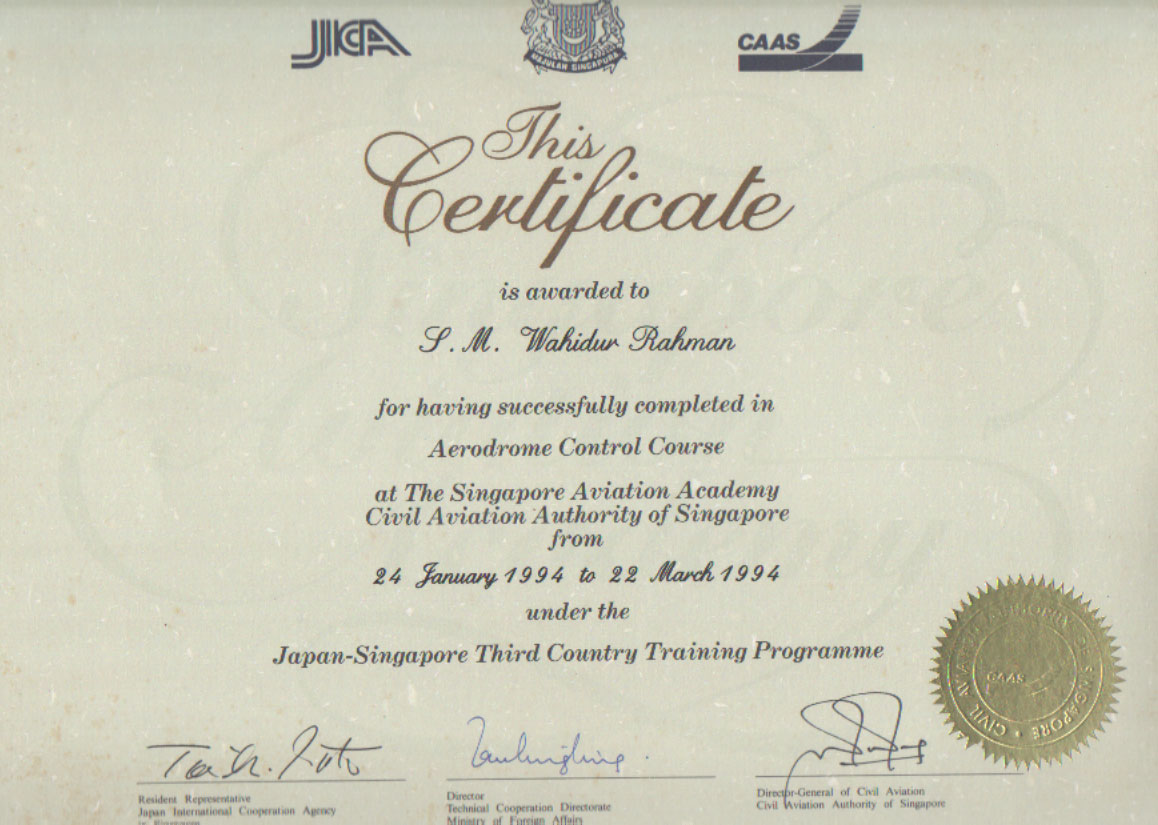 JICA
MAJULAH SINGAPURA
CAAS
This
Certificate
is awarded to
S. M. Wahidur Rahman
for having successfully completed in
Aerodrome Control Course
at The Singapore Aviation Academy
Civil Aviation Authority of Singapore
from
24 January 1994 to 22 March 1994
under the
Japan-Singapore Third Country Training Programme
CIVIL AVIATION AUTHORITY OF SINGAPORE
CAAS
Resident Representative
Japan International Cooperation Agency
in Singapore
Director
Technical Cooperation Directorate
Ministry of Foreign Affairs
Director-General of Civil Aviation
Civil Aviation Authority of Singapore